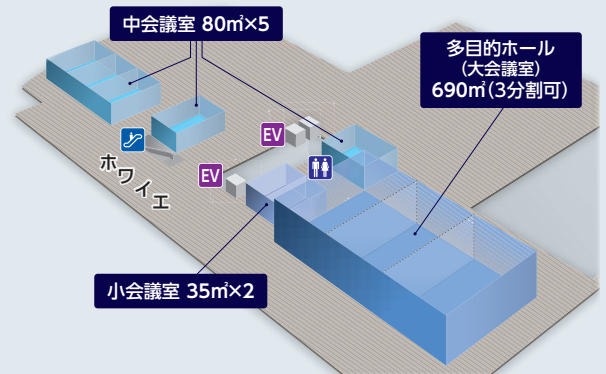 中会議室 80㎡×5
多目的ホール
(大会議室)
690㎡(3分割可)
EV
EV
ホワイエ
小会議室 35㎡×2